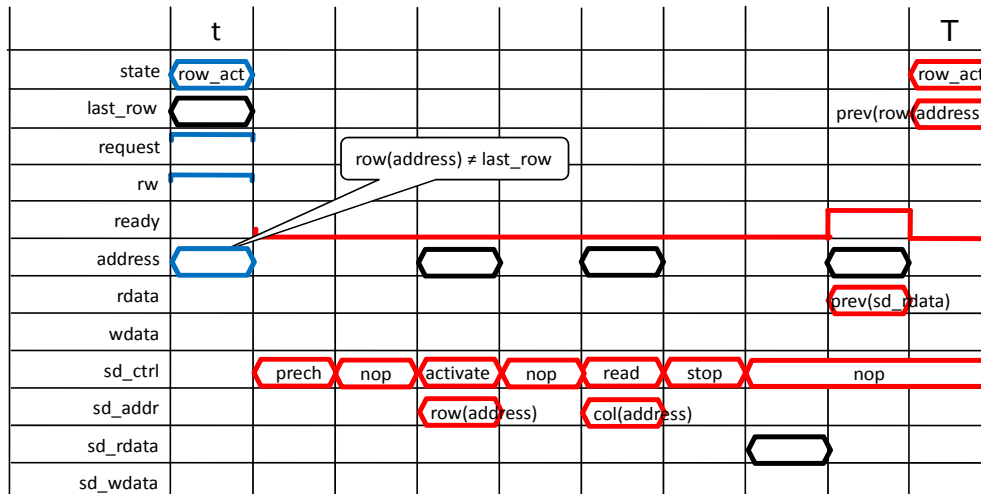 t T
state row_act row_act
last_row prev(row(address
request
rw
row(address) ≠ last_row
ready
address
rdata prev(sd_rdata)
wdata
sd_ctrl prech nop activate nop read stop nop
sd_addr row(address) col(address)
sd_rdata
sd_wdata